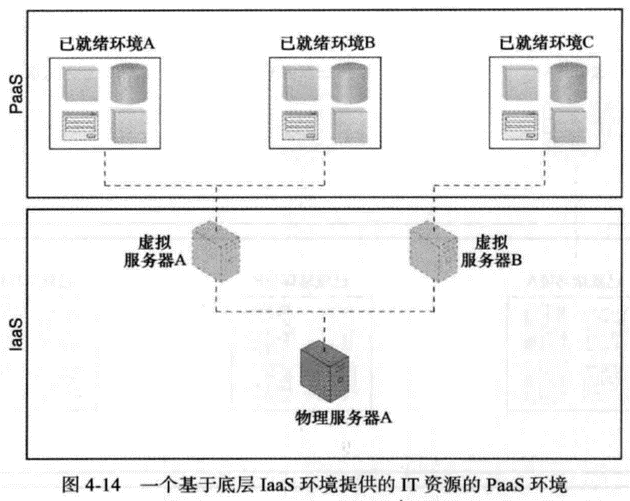 已就绪环境A
已就绪环境B
已就绪环境C
PaaS
虚拟
服务器A
虚拟
服务器B
IaaS
物理服务器A
图 4-14 一个基于底层 IaaS 环境提供的 IT 资源的 PaaS 环境